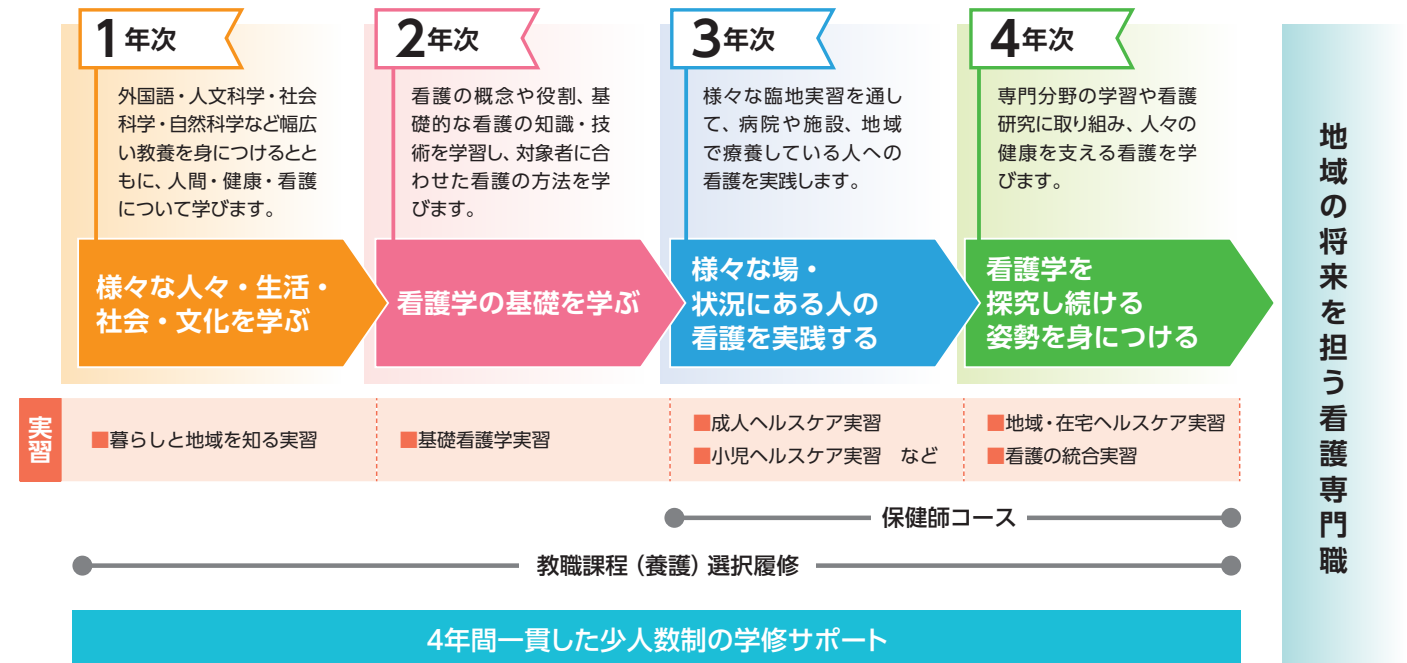 1年次
外国語・人文科学・社会
科学・自然科学など幅広
い教養を身につけるとと
もに、人間・健康・看護
について学びます。
様々な人々・生活・
社会・文化を学ぶ
2年次
看護の概念や役割、基
礎的な看護の知識・技
術を学習し、対象者に合
わせた看護の方法を学
びます。
看護学の基礎を学ぶ
3年次
様々な臨地実習を通し
て、病院や施設、地域
で療養している人への
看護を実践します。
様々な場・
状況にある人の
看護を実践する
4年次
専門分野の学習や看護
研究に取り組み、人々の
健康を支える看護を学
びます。
看護学を
探究し続ける
姿勢を身につける
実習
■暮らしと地域を知る実習
■基礎看護学実習
■成人ヘルスケア実習
■小児ヘルスケア実習 など
■地域・在宅ヘルスケア実習
■看護の統合実習
保健師コース
教職課程（養護）選択履修
4年間一貫した少人数制の学修サポート
地域の将来を担う看護専門職